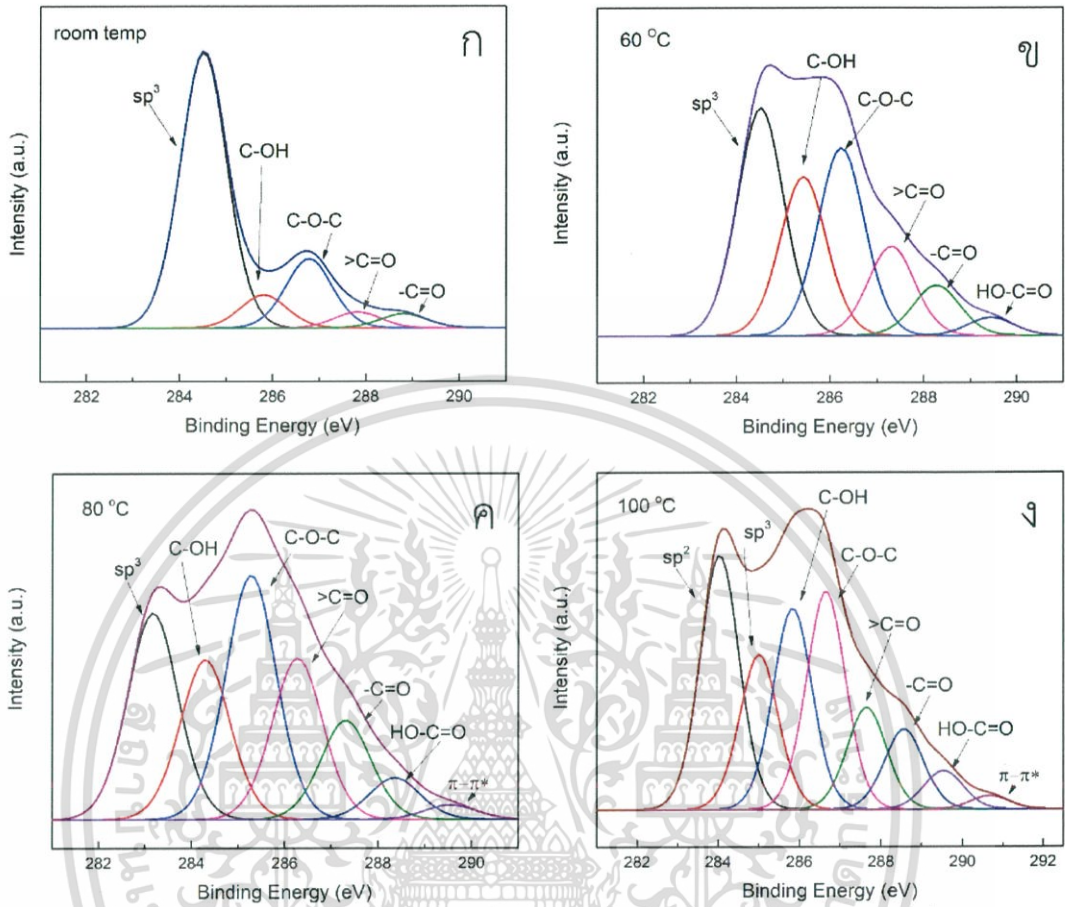 room temp
ก
sp³
C-OH
C-O-C
>C=O
-C=O
Intensity (a.u.)
282 284 286 288 290
Binding Energy (eV)
60 °C
ข
sp³
C-OH
C-O-C
>C=O
-C=O
HO-C=O
Intensity (a.u.)
282 284 286 288 290
Binding Energy (eV)
80 °C
ค
sp³
C-OH
C-O-C
>C=O
-C=O
HO-C=O
π-π*
Intensity (a.u.)
282 284 286 288 290
Binding Energy (eV)
100 °C
ง
sp²
sp³
C-OH
C-O-C
>C=O
-C=O
HO-C=O
π-π*
Intensity (a.u.)
282 284 286 288 290 292
Binding Energy (eV)